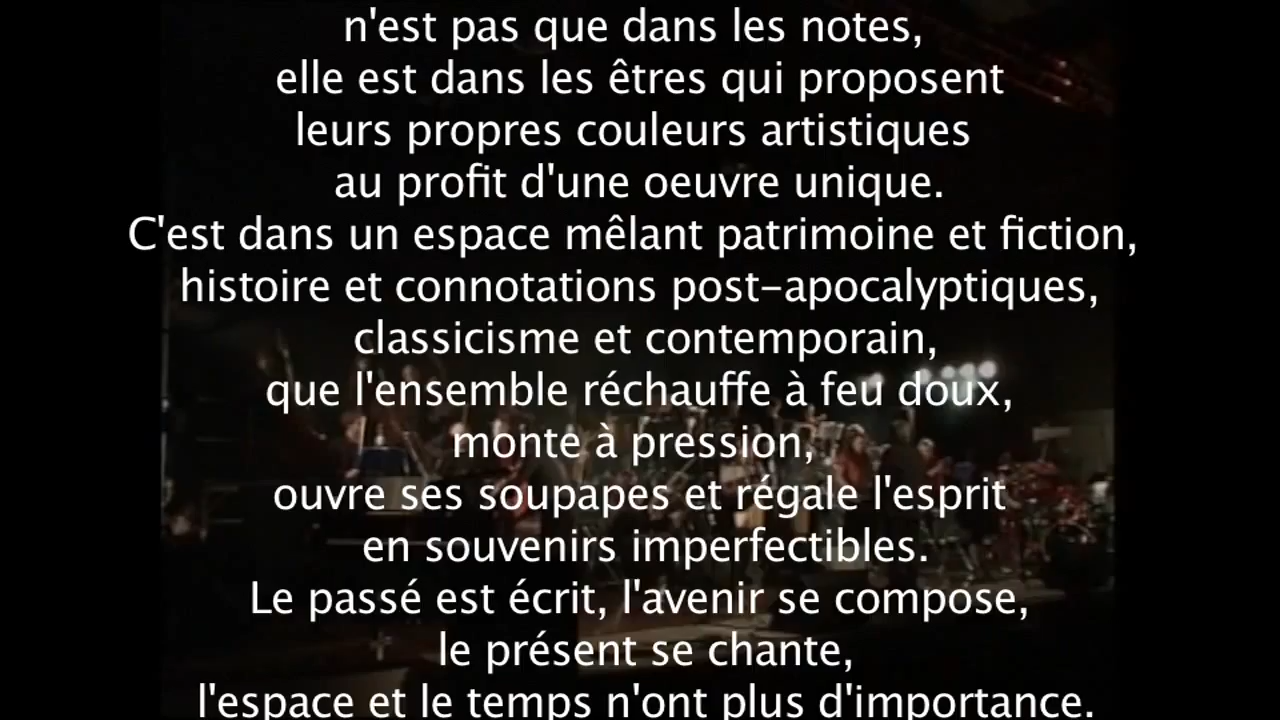 n'est pas que dans les notes,
elle est dans les êtres qui proposent
leurs propres couleurs artistiques
au profit d'une oeuvre unique.
C'est dans un espace mêlant patrimoine et fiction,
histoire et connotations post-apocalyptiques,
classicisme et contemporain,
que l'ensemble réchauffe à feu doux,
monte à pression,
ouvre ses soupapes et régale l'esprit
en souvenirs imperfectibles.
Le passé est écrit, l'avenir se compose,
le présent se chante,
l'espace et le temps n'ont plus d'importance.